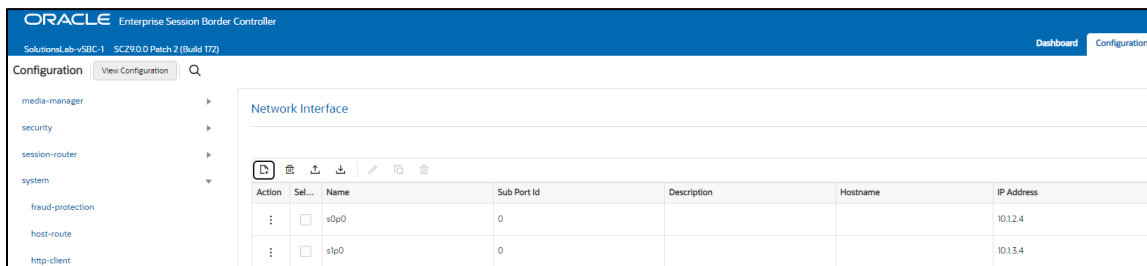 ORACLE Enterprise Session Border Controller
SolutionsLab-vSBC-1 SCZ9.0.0 Patch 2 (Build 172)
Dashboard Configuration
Configuration View Configuration
media-manager
security
session-router
system
fraud-protection
host-route
http-client
Network Interface
Action Sel... Name Sub Port Id Description Hostname IP Address
s0p0 0 10.1.2.4
s1p0 0 10.1.3.4